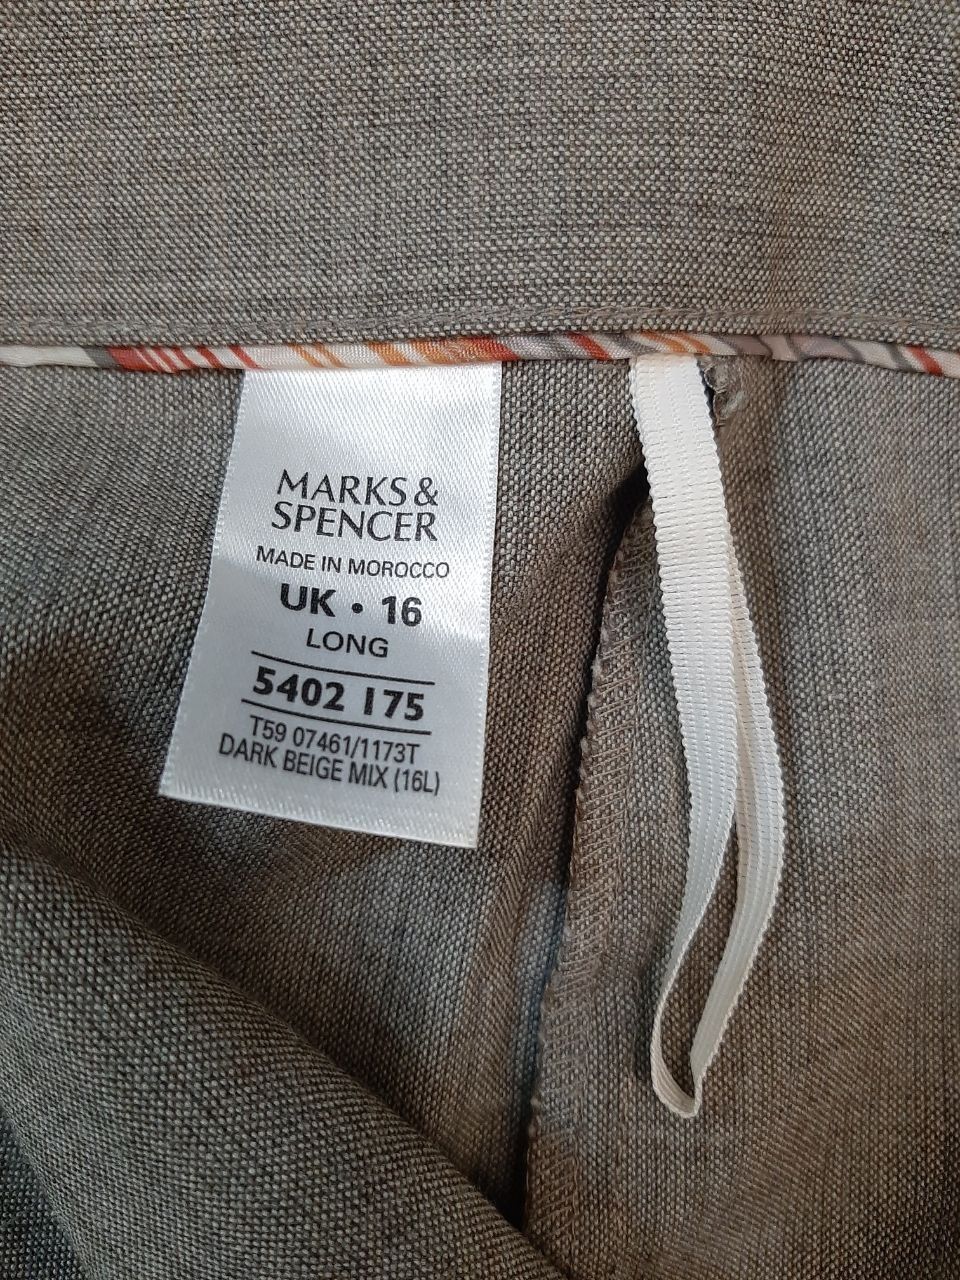 MARKS &
SPENCER
MADE IN MOROCCO
UK • 16
LONG
5402 175
T59 07461/1173T
DARK BEIGE MIX (16L)